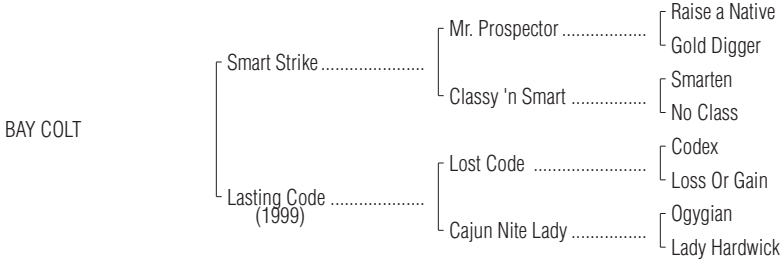 Raise a Native
Mr. Prospector ..................
Gold Digger
Smart Strike ......................
Smarten
Classy 'n Smart ................
No Class
BAY COLT
Codex
Lost Code ........................
Loss Or Gain
Lasting Code ....................
(1999)
Ogygian
Cajun Nite Lady ................
Lady Hardwick